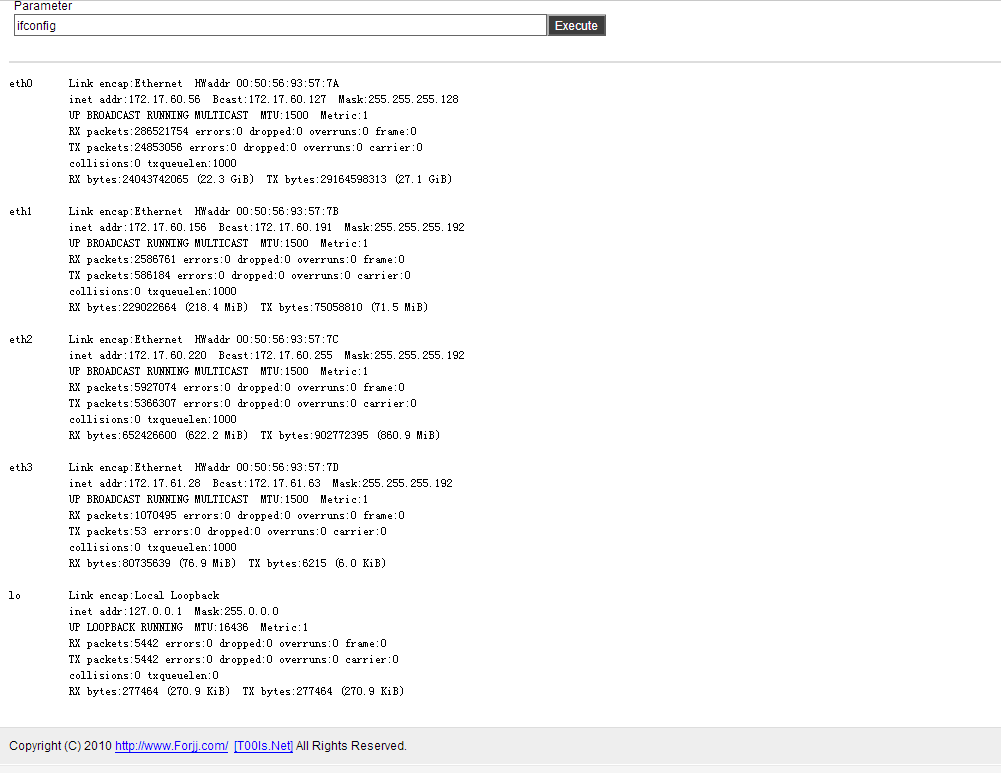 Parameter
ifconfig Execute
eth0 Link encap:Ethernet HWaddr 00:50:56:93:57:7A
inet addr:172.17.60.56 Bcast:172.17.60.127 Mask:255.255.255.128
UP BROADCAST RUNNING MULTICAST MTU:1500 Metric:1
RX packets:286521754 errors:0 dropped:0 overruns:0 frame:0
TX packets:24853056 errors:0 dropped:0 overruns:0 carrier:0
collisions:0 txqueuelen:1000
RX bytes:24043742065 (22.3 GiB) TX bytes:29164598313 (27.1 GiB)
eth1 Link encap:Ethernet HWaddr 00:50:56:93:57:7B
inet addr:172.17.60.156 Bcast:172.17.60.191 Mask:255.255.255.192
UP BROADCAST RUNNING MULTICAST MTU:1500 Metric:1
RX packets:2586761 errors:0 dropped:0 overruns:0 frame:0
TX packets:586184 errors:0 dropped:0 overruns:0 carrier:0
collisions:0 txqueuelen:1000
RX bytes:229022664 (218.4 MiB) TX bytes:75058810 (71.5 MiB)
eth2 Link encap:Ethernet HWaddr 00:50:56:93:57:7C
inet addr:172.17.60.220 Bcast:172.17.60.255 Mask:255.255.255.192
UP BROADCAST RUNNING MULTICAST MTU:1500 Metric:1
RX packets:5927074 errors:0 dropped:0 overruns:0 frame:0
TX packets:5366307 errors:0 dropped:0 overruns:0 carrier:0
collisions:0 txqueuelen:1000
RX bytes:652426600 (622.2 MiB) TX bytes:902772395 (860.9 MiB)
eth3 Link encap:Ethernet HWaddr 00:50:56:93:57:7D
inet addr:172.17.61.28 Bcast:172.17.61.63 Mask:255.255.255.192
UP BROADCAST RUNNING MULTICAST MTU:1500 Metric:1
RX packets:1070495 errors:0 dropped:0 overruns:0 frame:0
TX packets:53 errors:0 dropped:0 overruns:0 carrier:0
collisions:0 txqueuelen:1000
RX bytes:80735639 (76.9 MiB) TX bytes:6215 (6.0 KiB)
lo Link encap:Local Loopback
inet addr:127.0.0.1 Mask:255.0.0.0
UP LOOPBACK RUNNING MTU:16436 Metric:1
RX packets:5442 errors:0 dropped:0 overruns:0 frame:0
TX packets:5442 errors:0 dropped:0 overruns:0 carrier:0
collisions:0 txqueuelen:0
RX bytes:277464 (270.9 KiB) TX bytes:277464 (270.9 KiB)
Copyright (C) 2010 http://www.Forjj.com/ [T00ls.Net] All Rights Reserved.